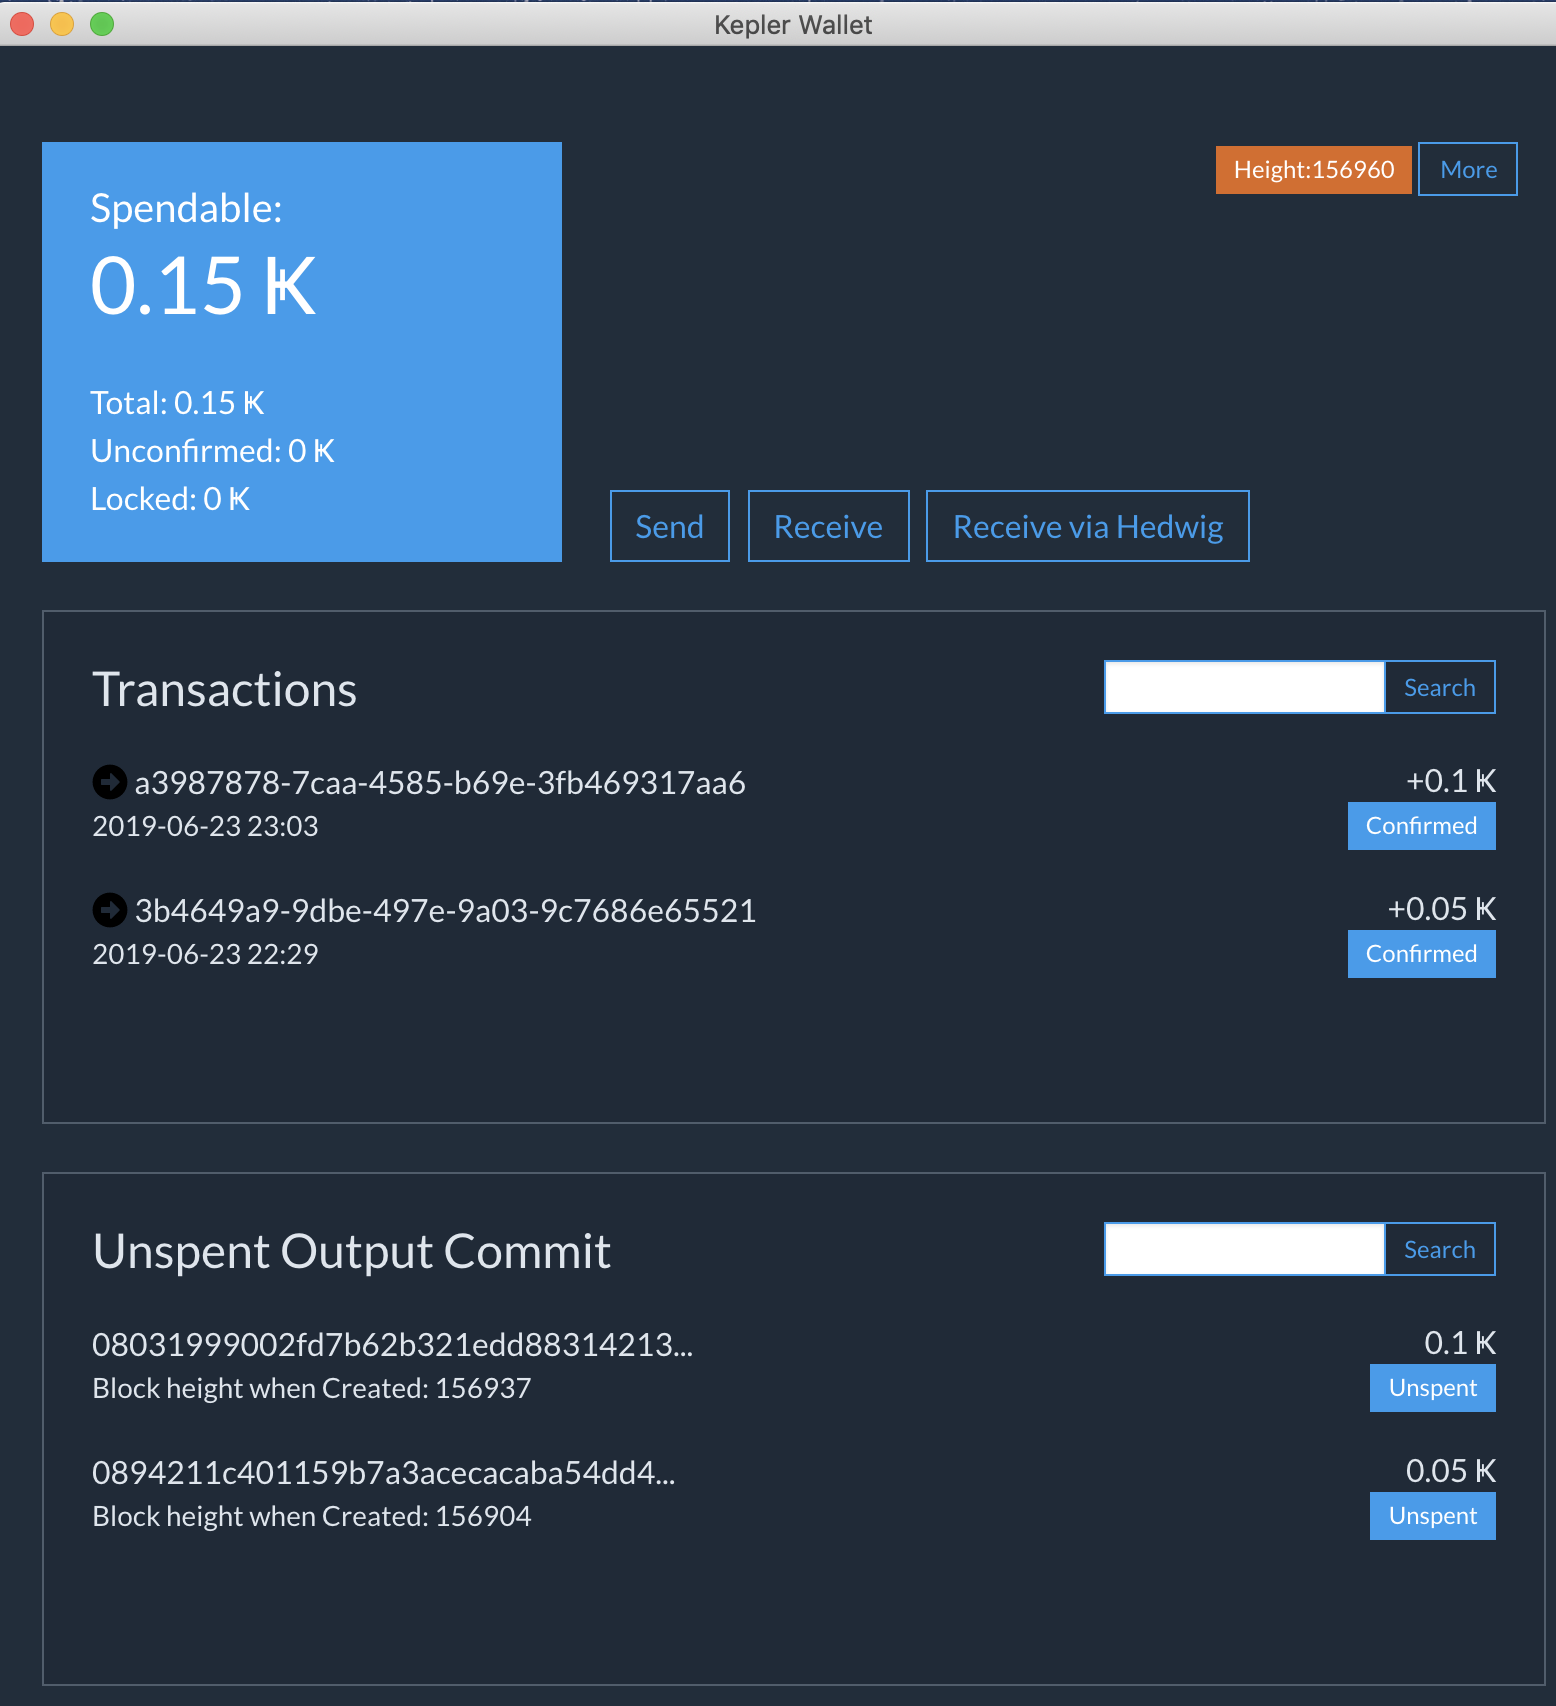 Kepler Wallet
Spendable:
0.15 ₭
Height:156960
More
Total: 0.15 ₭
Unconfirmed: 0 ₭
Locked: 0 ₭
Send
Receive
Receive via Hedwig
Transactions
Search
a3987878-7caa-4585-b69e-3fb469317aa6
+0.1 ₭
2019-06-23 23:03
Confirmed
3b4649a9-9dbe-497e-9a03-9c7686e65521
+0.05 ₭
2019-06-23 22:29
Confirmed
Unspent Output Commit
Search
08031999002fd7b62b321edd88314213...
0.1 ₭
Block height when Created: 156937
Unspent
0894211c401159b7a3acecacaba54dd4...
0.05 ₭
Block height when Created: 156904
Unspent